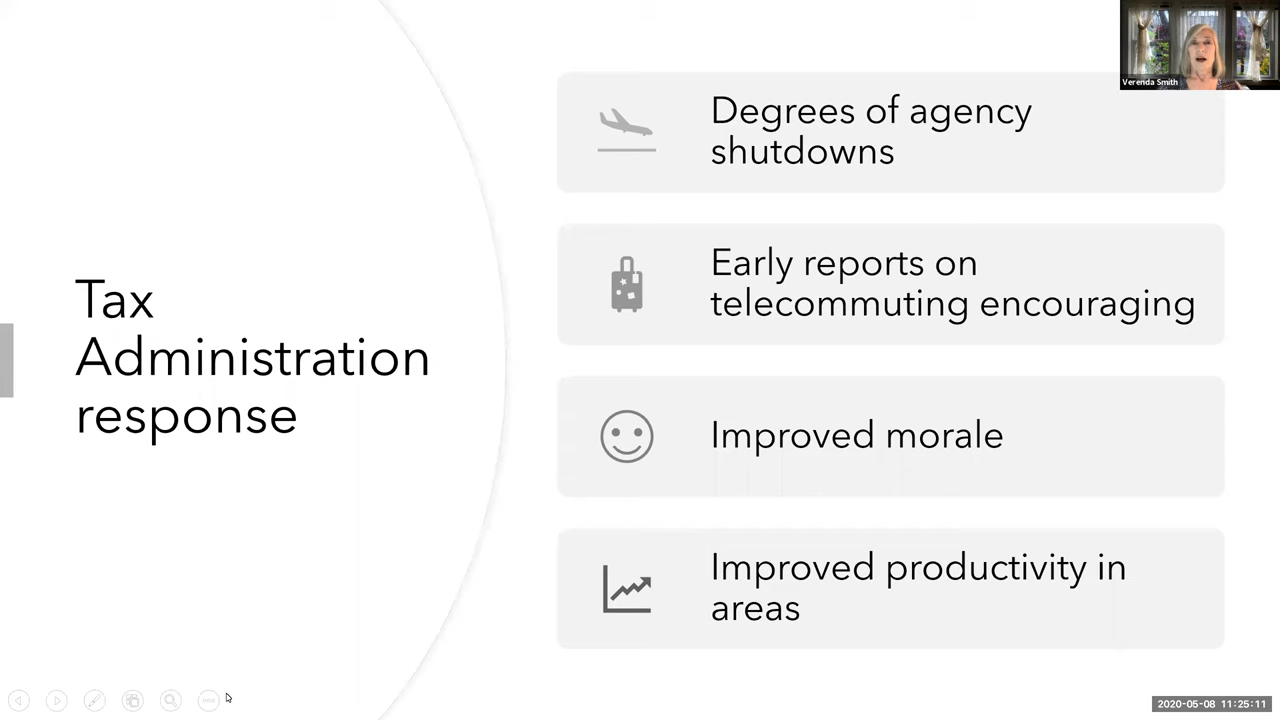 Verenda Smith
Degrees of agency
shutdowns
Early reports on
telecommuting encouraging
Tax
Administration
response
Improved morale
Improved productivity in
areas
2020-05-08 11:25:11